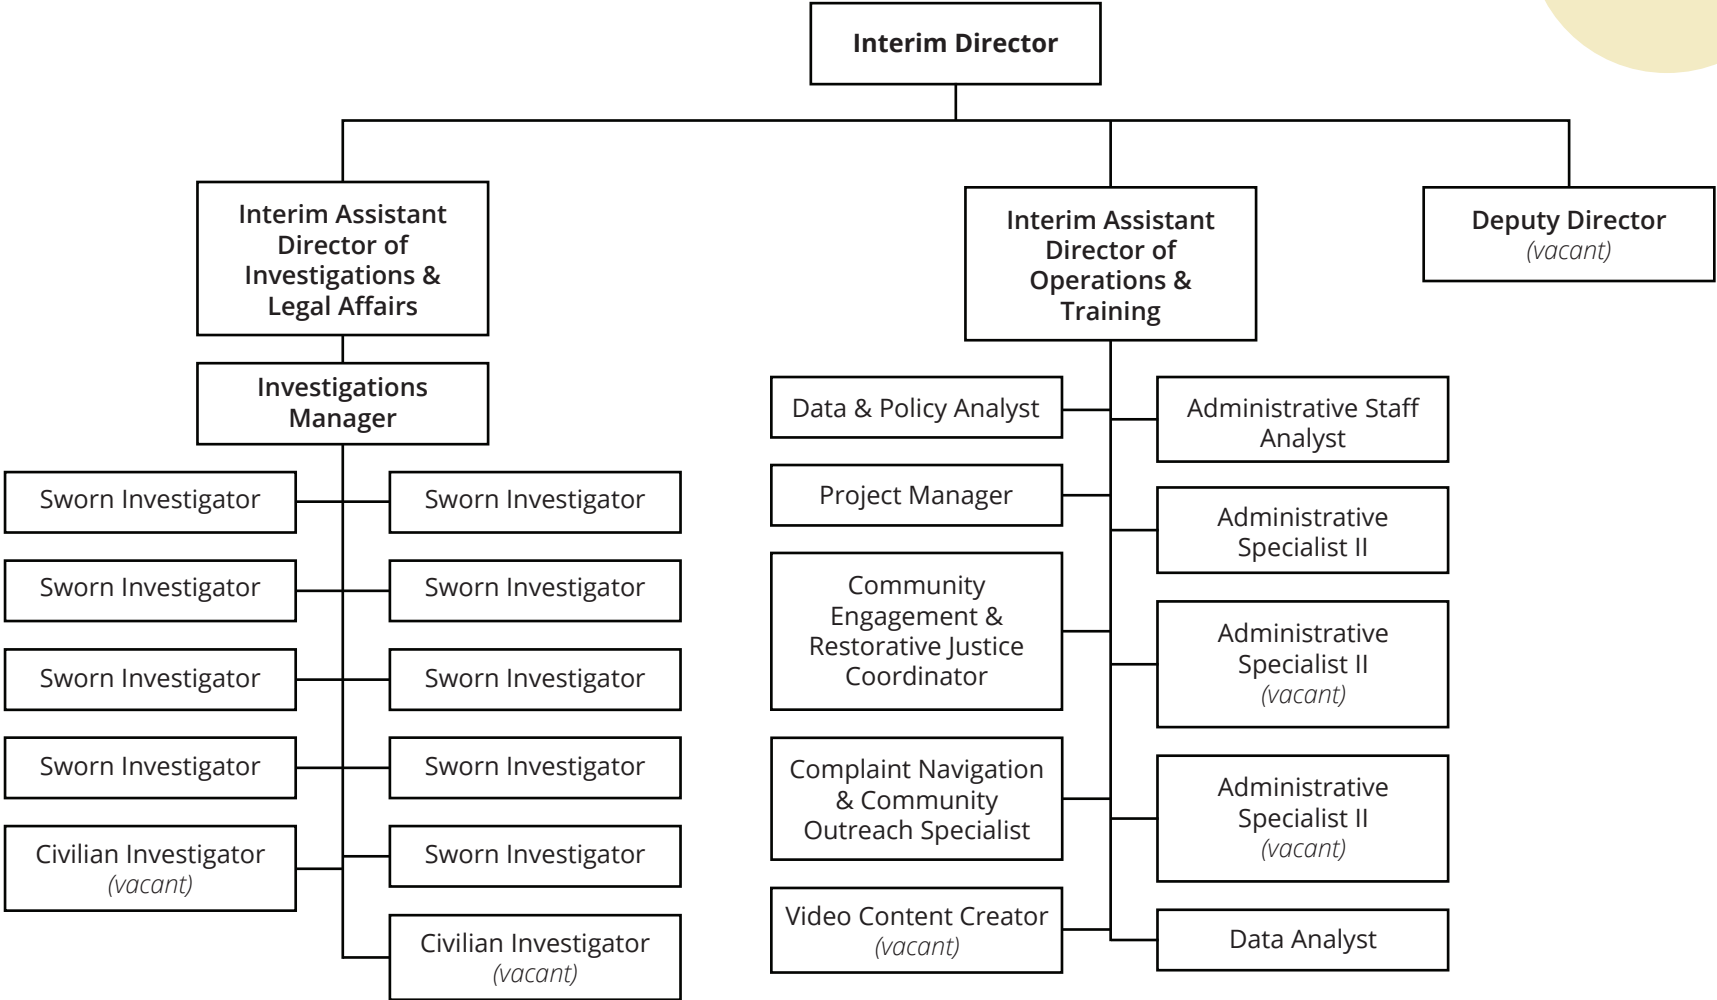 Interim Director
Interim Assistant
Director of
Investigations &
Legal Affairs
Interim Assistant
Director of
Operations &
Training
Deputy Director
(vacant)
Investigations
Manager
Sworn Investigator
Sworn Investigator
Sworn Investigator
Sworn Investigator
Sworn Investigator
Sworn Investigator
Sworn Investigator
Sworn Investigator
Civilian Investigator
(vacant)
Sworn Investigator
Civilian Investigator
(vacant)
Data & Policy Analyst
Project Manager
Community
Engagement &
Restorative Justice
Coordinator
Complaint Navigation
& Community
Outreach Specialist
Video Content Creator
(vacant)
Administrative Staff
Analyst
Administrative
Specialist II
Administrative
Specialist II
(vacant)
Administrative
Specialist II
(vacant)
Data Analyst